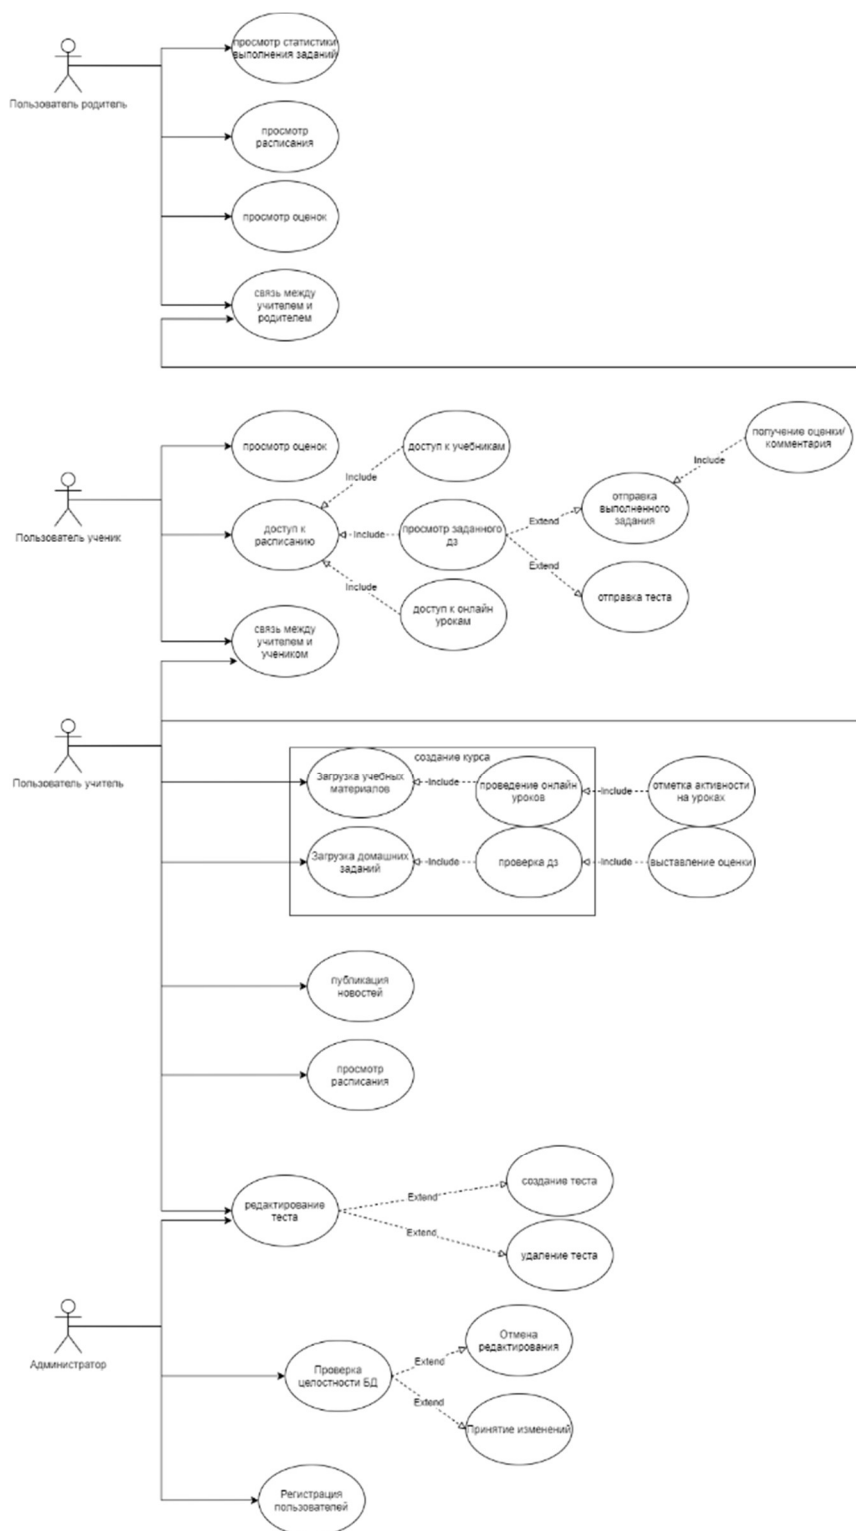 просмотр статистики
выполнения заданий
Пользователь родитель
просмотр
расписания
просмотр оценок
связь между
учителем и
родителем
просмотр оценок
доступ к учебникам
получение оценки/
комментария
Include
Include
Пользователь ученик
доступ к
расписанию
Include
просмотр заданного
дз
Extend
отправка
выполненного
задания
Extend
Include
отправка теста
доступ к онлайн
урокам
связь между
учителем и
учеником
Пользователь учитель
создание курса
Загрузка учебных
материалов
Include
проведение онлайн
уроков
Include
отметка активности
на уроках
Загрузка домашних
заданий
Include
проверка дз
Include
выставление оценки
публикация
новостей
просмотр
расписания
редактирование
теста
Extend
создание теста
Extend
удаление теста
Администратор
Проверка
целостности БД
Extend
Отмена
редактирования
Extend
Принятие изменений
Регистрация
пользователей